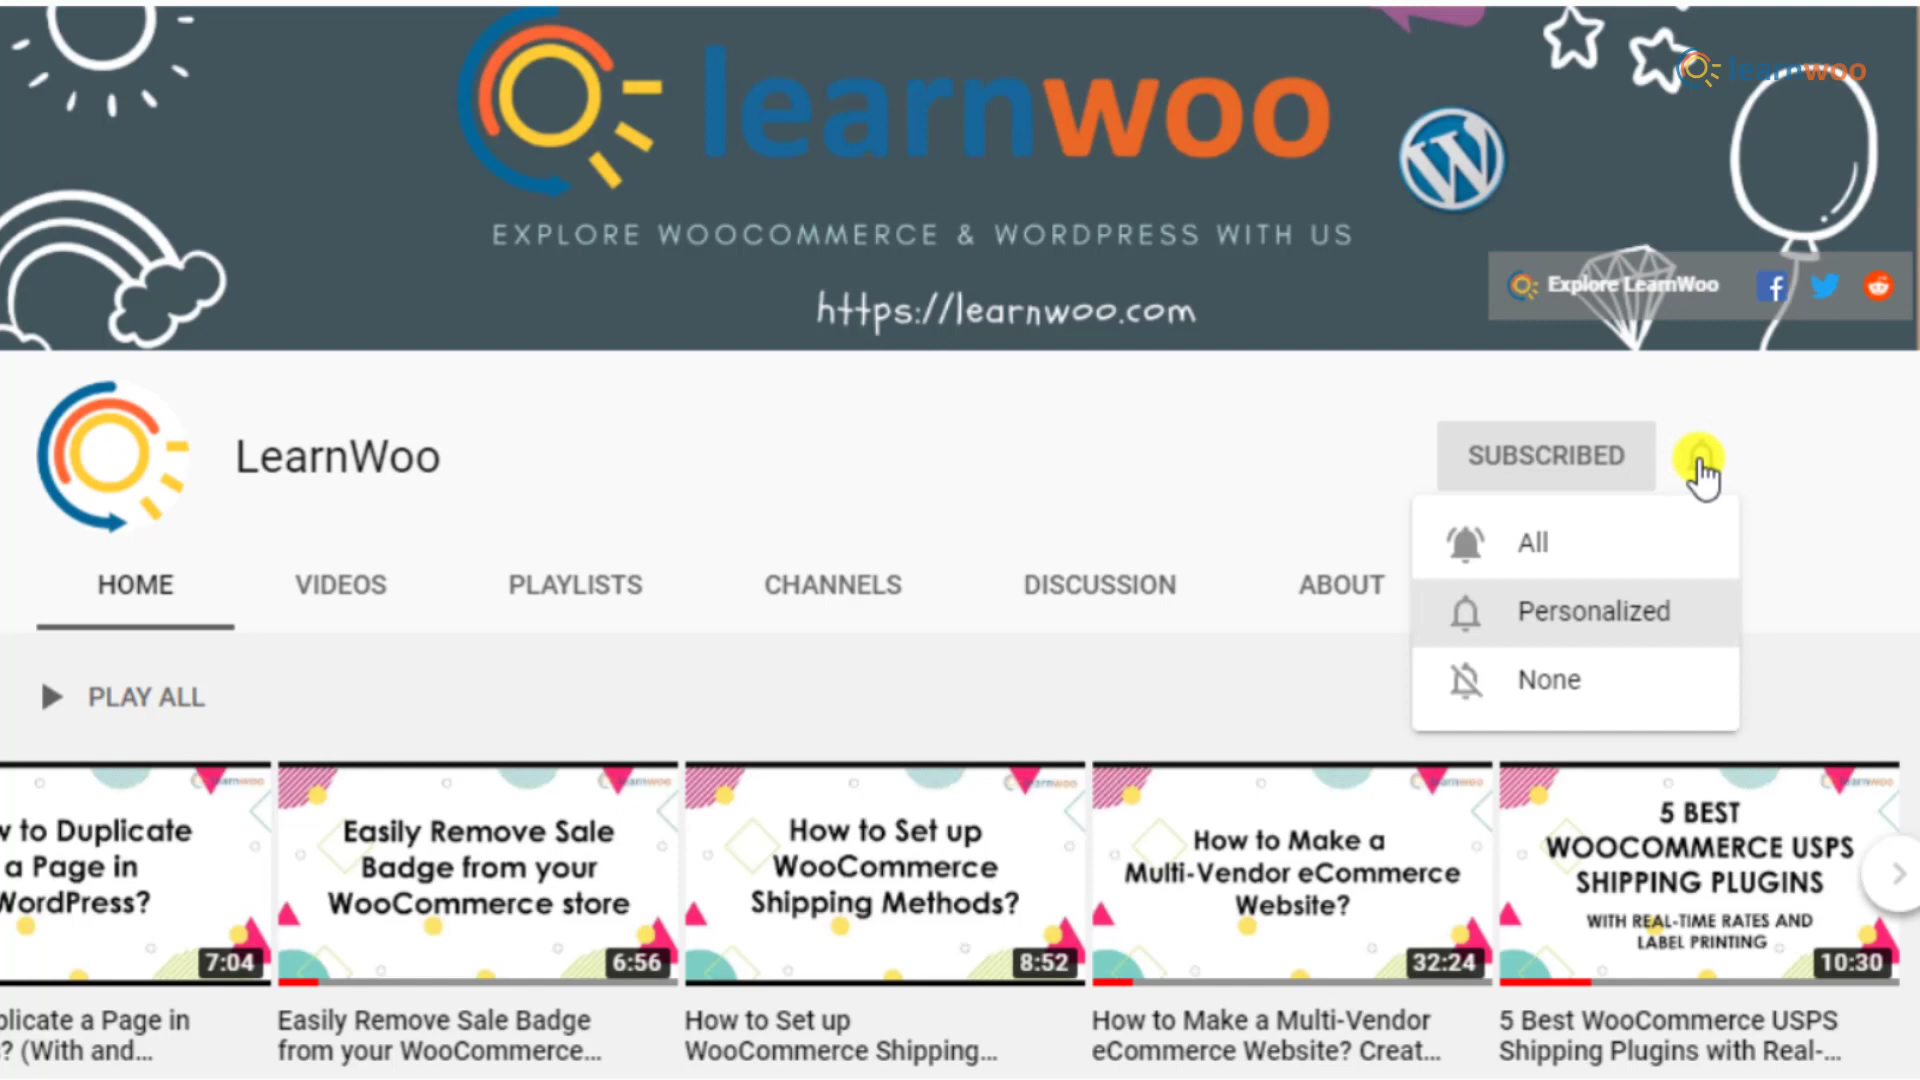 learnwoo
learnwoo
EXPLORE WOOCOMMERCE & WORDPRESS WITH US
https://learnwoo.com
Explore LearnWoo
LearnWoo
SUBSCRIBED
All
Personalized
None
HOME
VIDEOS
PLAYLISTS
CHANNELS
DISCUSSION
ABOUT
PLAY ALL
w to Duplicate
a Page in
WordPress?
7:04
Easily Remove Sale
Badge from your
WooCommerce store
6:56
How to Set up
WooCommerce
Shipping Methods?
8:52
How to Make a
Multi-Vendor eCommerce
Website?
32:24
5 BEST
WOOCOMMERCE USPS
SHIPPING PLUGINS
WITH REAL-TIME RATES AND
LABEL PRINTING
10:30
plicate a Page in
? (With and...
Easily Remove Sale Badge
from your WooCommerce...
How to Set up
WooCommerce Shipping...
How to Make a Multi-Vendor
eCommerce Website? Creat...
5 Best WooCommerce USPS
Shipping Plugins with Real-...